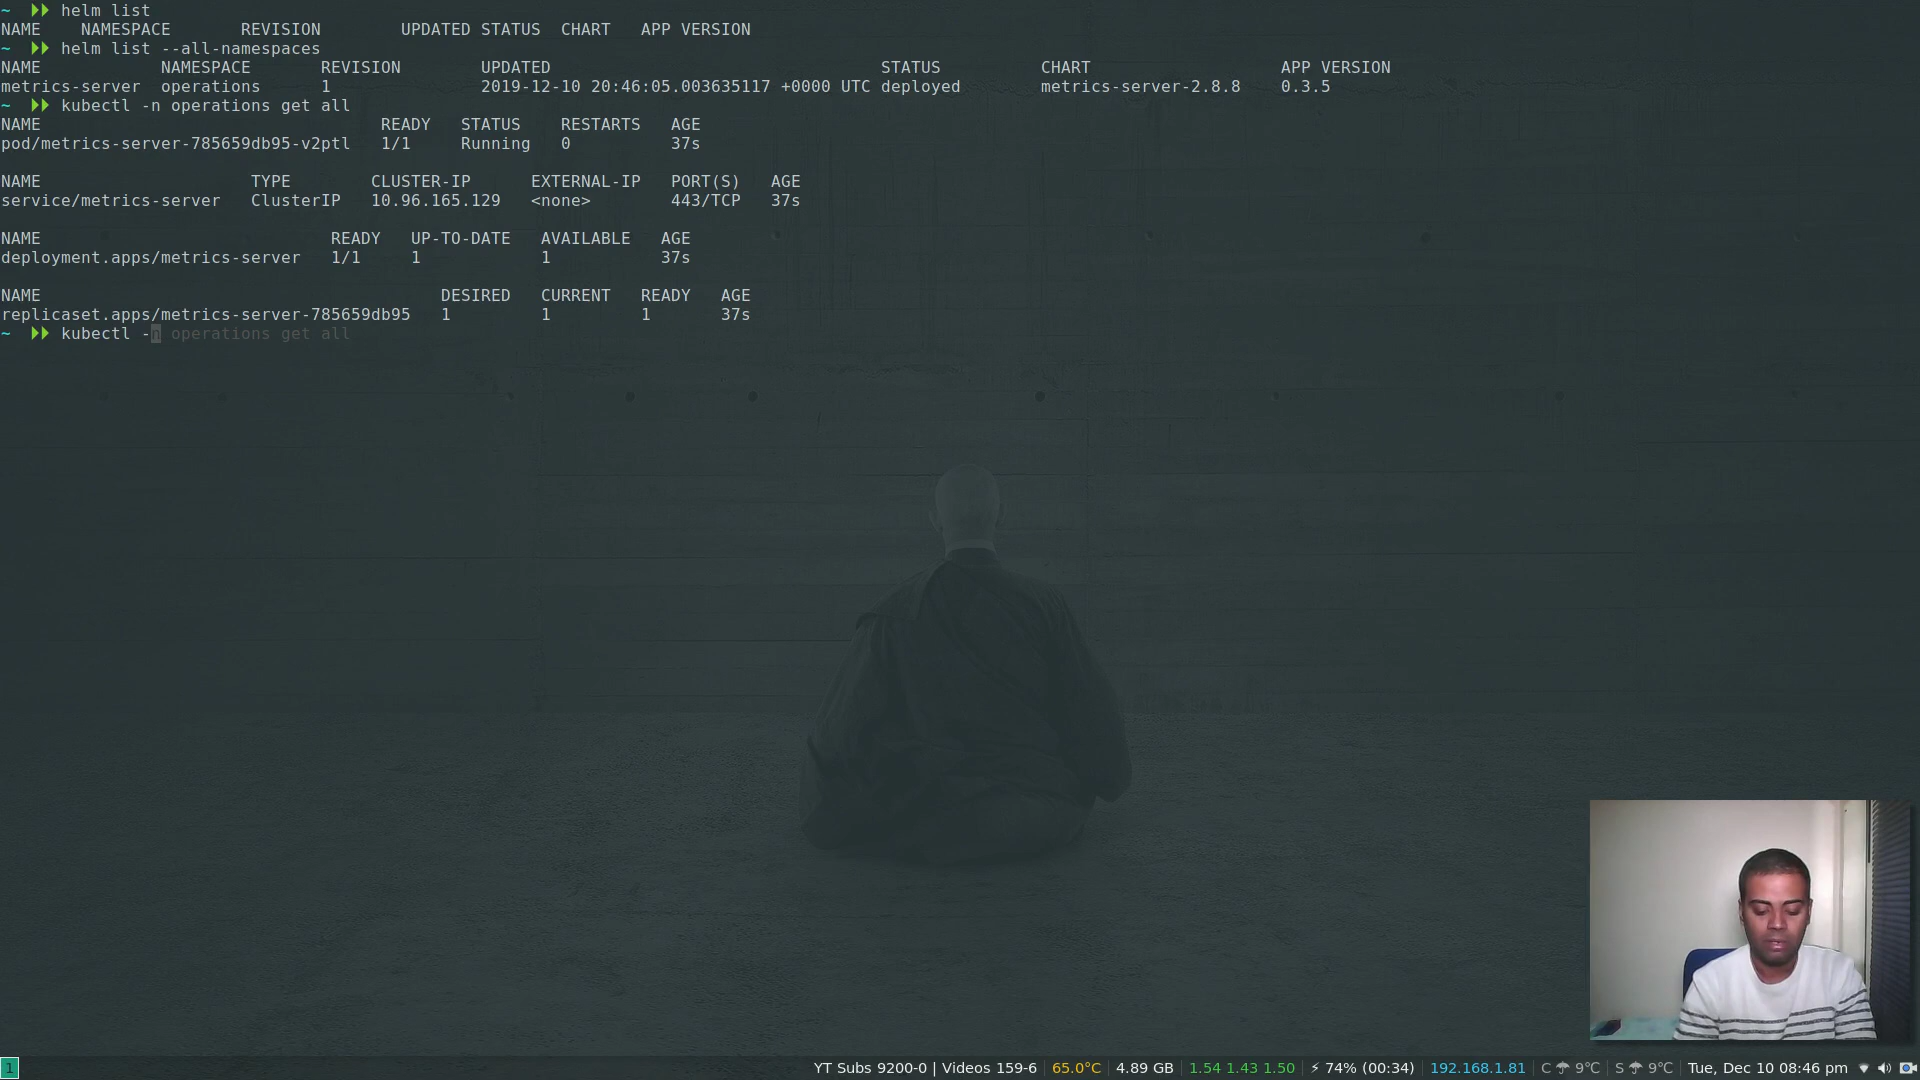 ~ helm list
NAME NAMESPACE REVISION UPDATED STATUS CHART APP VERSION
~ helm list --all-namespaces
NAME NAMESPACE REVISION UPDATED STATUS CHART APP VERSION
metrics-server operations 1 2019-12-10 20:46:05.003635117 +0000 UTC deployed metrics-server-2.8.8 0.3.5
~ kubectl -n operations get all
NAME READY STATUS RESTARTS AGE
pod/metrics-server-785659db95-v2ptl 1/1 Running 0 37s
NAME TYPE CLUSTER-IP EXTERNAL-IP PORT(S) AGE
service/metrics-server ClusterIP 10.96.165.129 <none> 443/TCP 37s
NAME READY UP-TO-DATE AVAILABLE AGE
deployment.apps/metrics-server 1/1 1 1 37s
NAME DESIRED CURRENT READY AGE
replicaset.apps/metrics-server-785659db95 1 1 1 37s
~ kubectl -n operations get all
1 YT Subs 9200-0 | Videos 159-6 65.0°C 4.89 GB 1.54 1.43 1.50 ⚡ 74% (00:34) 192.168.1.81 C ☂ 9°C S ☂ 9°C Tue, Dec 10 08:46 pm